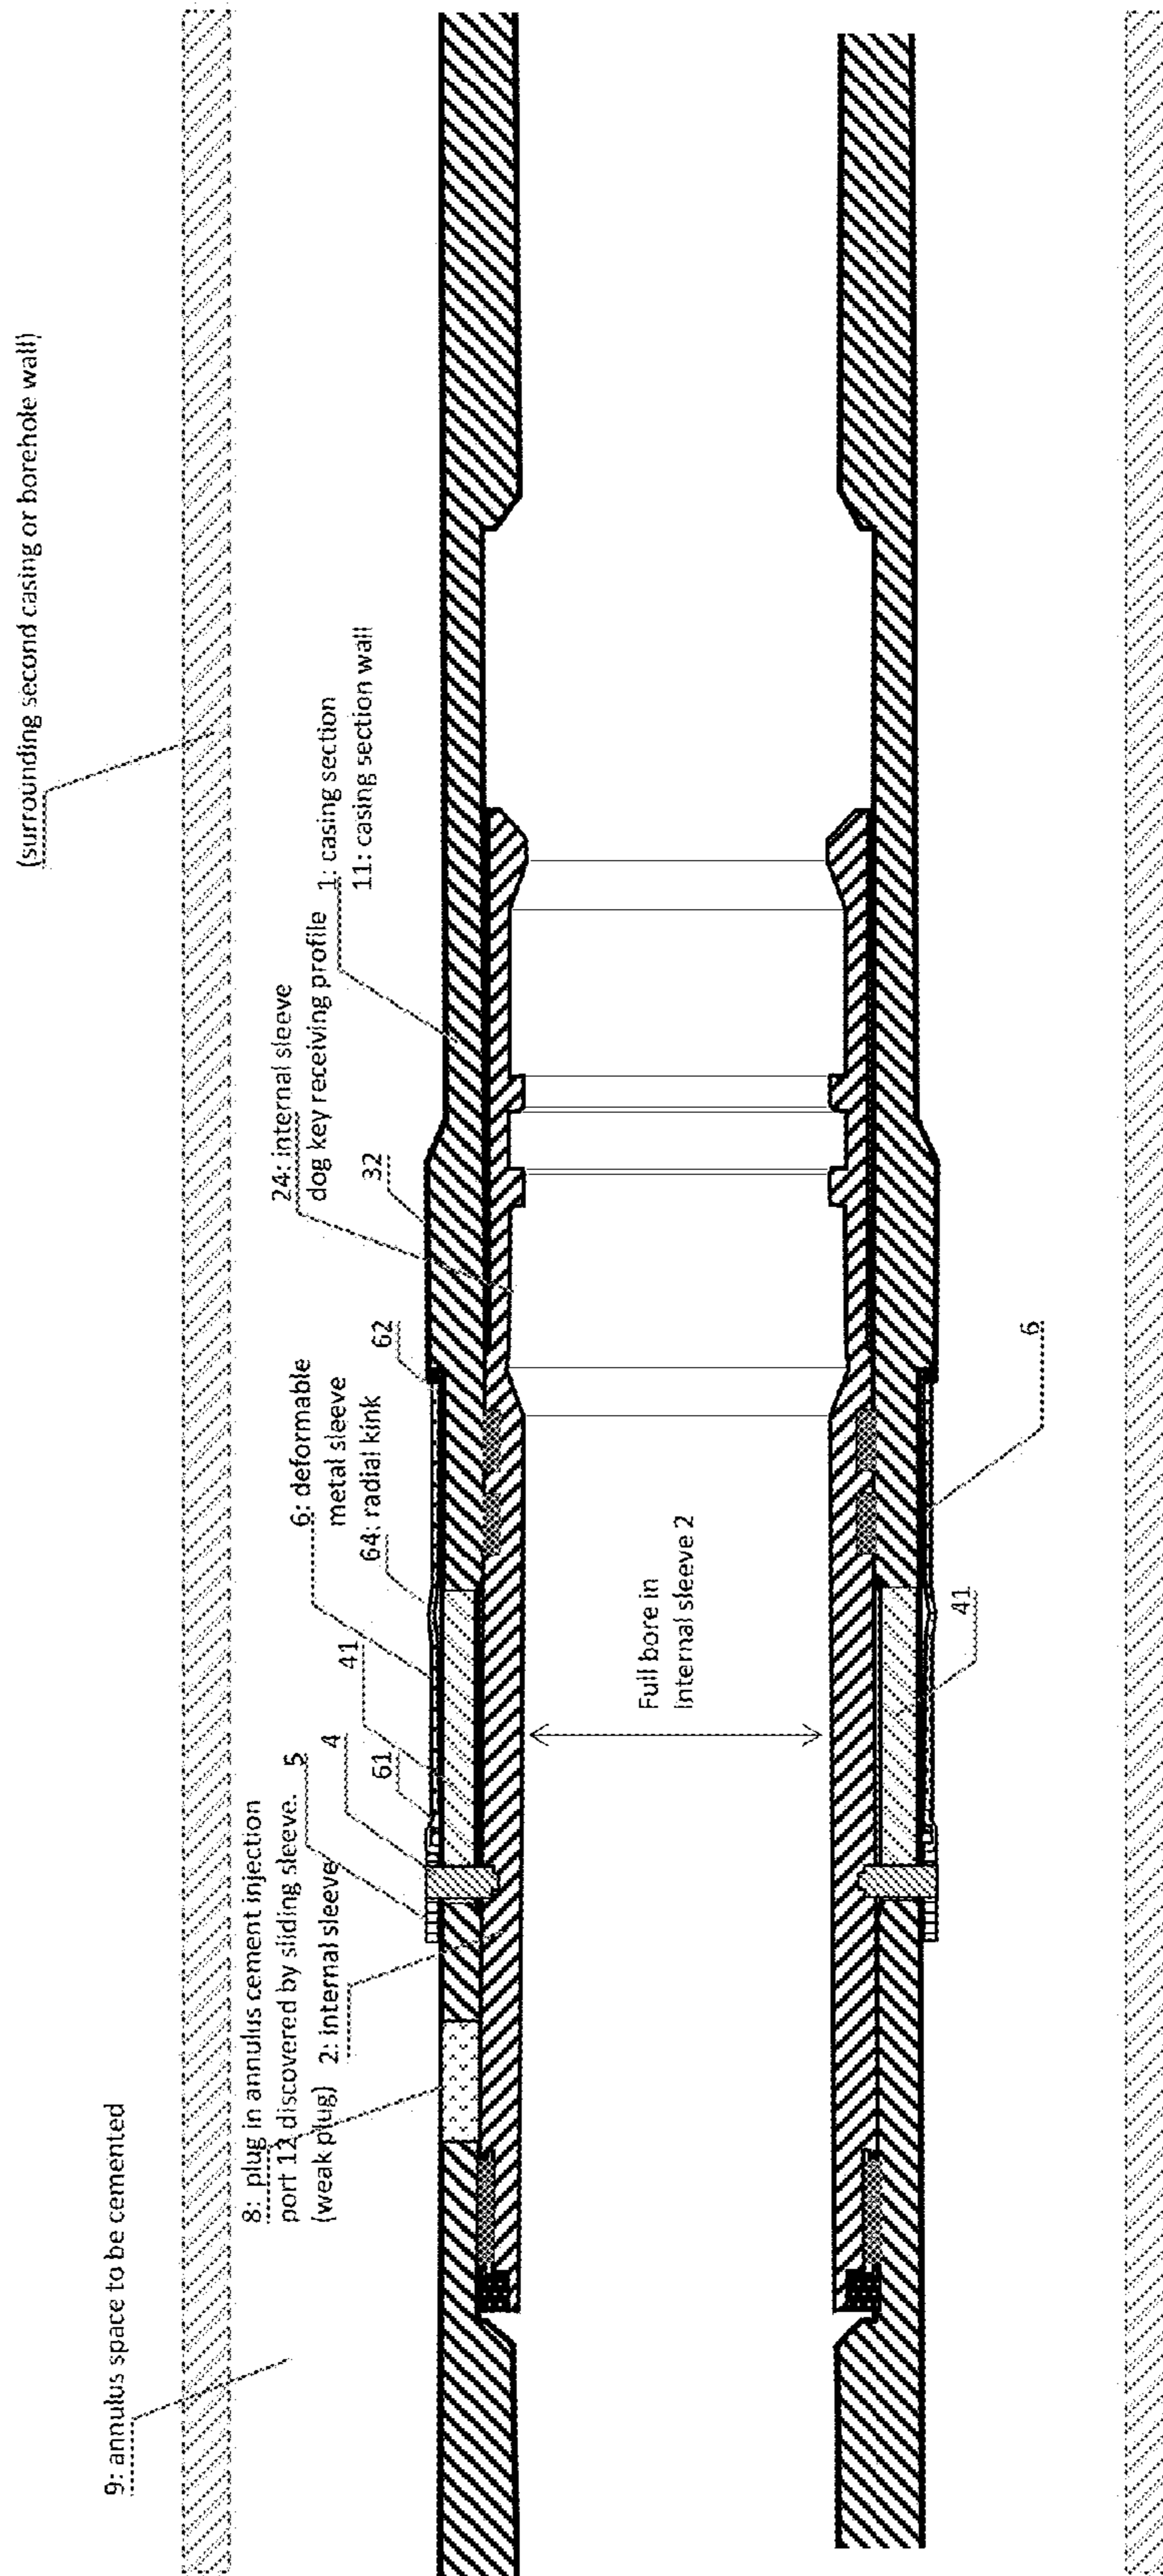 (surrounding second casing or borehole wall)
9: annulus space to be cemented
8: plug in annulus cement injection
port 12 discovered by sliding sleeve.
(weak plug)
2: internal sleeve
5
4
61
41
6: deformable
metal sleeve
64: radial kink
62
32
24: internal sleeve
dog key receiving profile
1: casing section
11: casing section wall
Full bore in
Internal sleeve 2
41
6